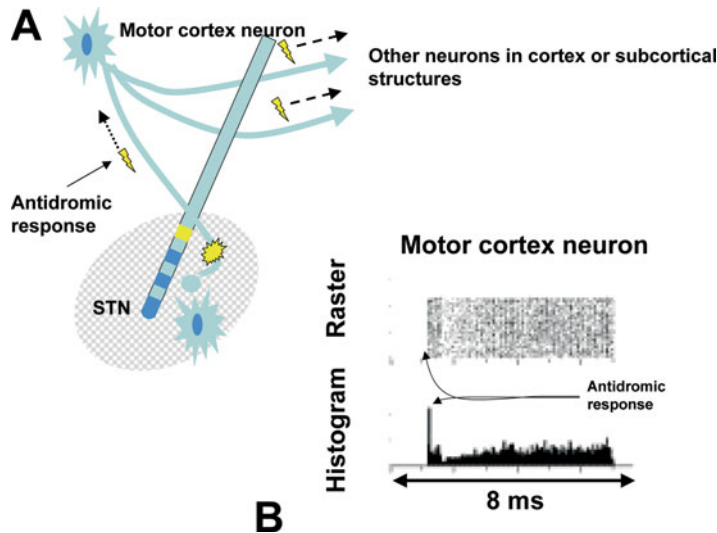 A
Motor cortex neuron
Other neurons in cortex or subcortical
structures
Antidromic
response
STN
Motor cortex neuron
Raster
Antidromic
response
Histogram
8 ms
B